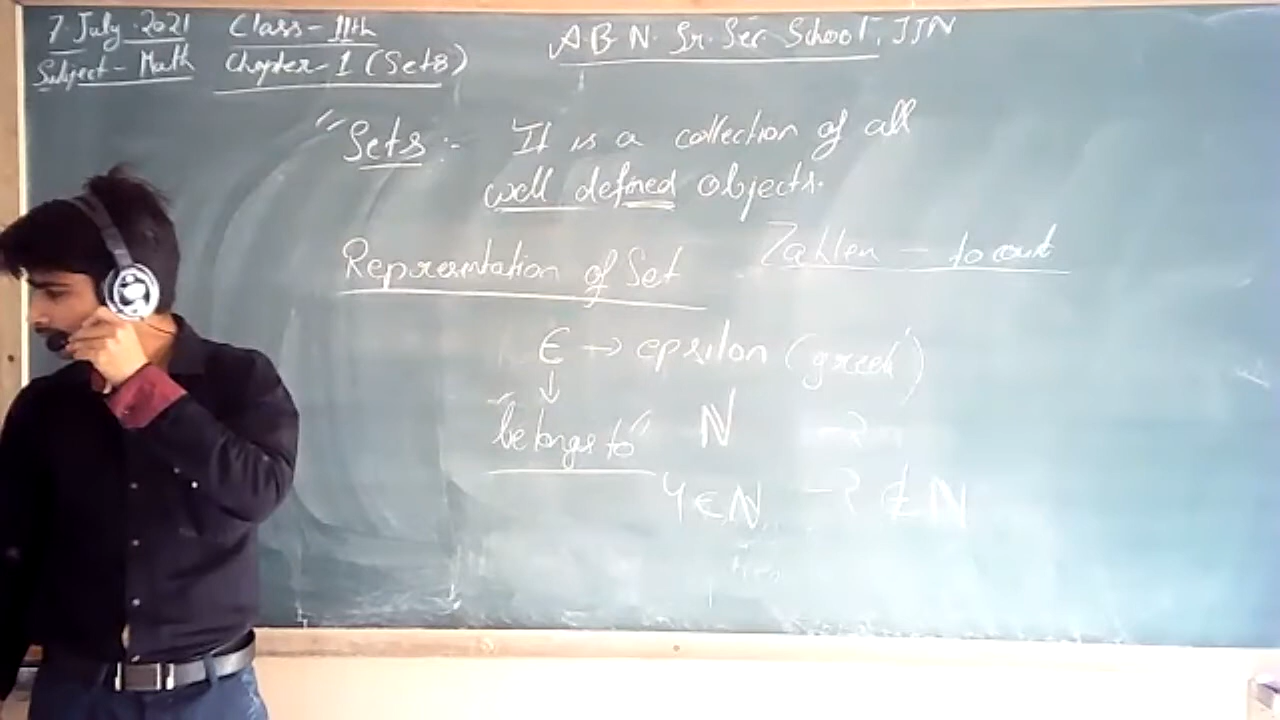 7 July 2021 Class - 11th A.B.N. Sr. Sec. School, JJN
Subject - Math Chapter - 1 (Sets)
"Sets :- It is a collection of all
well defined objects.
Zahlen - to count
Representation of Set
∈ → epsilon (greek)
↓
"belongs to" N
4 ∈ N, -2 ∉ N